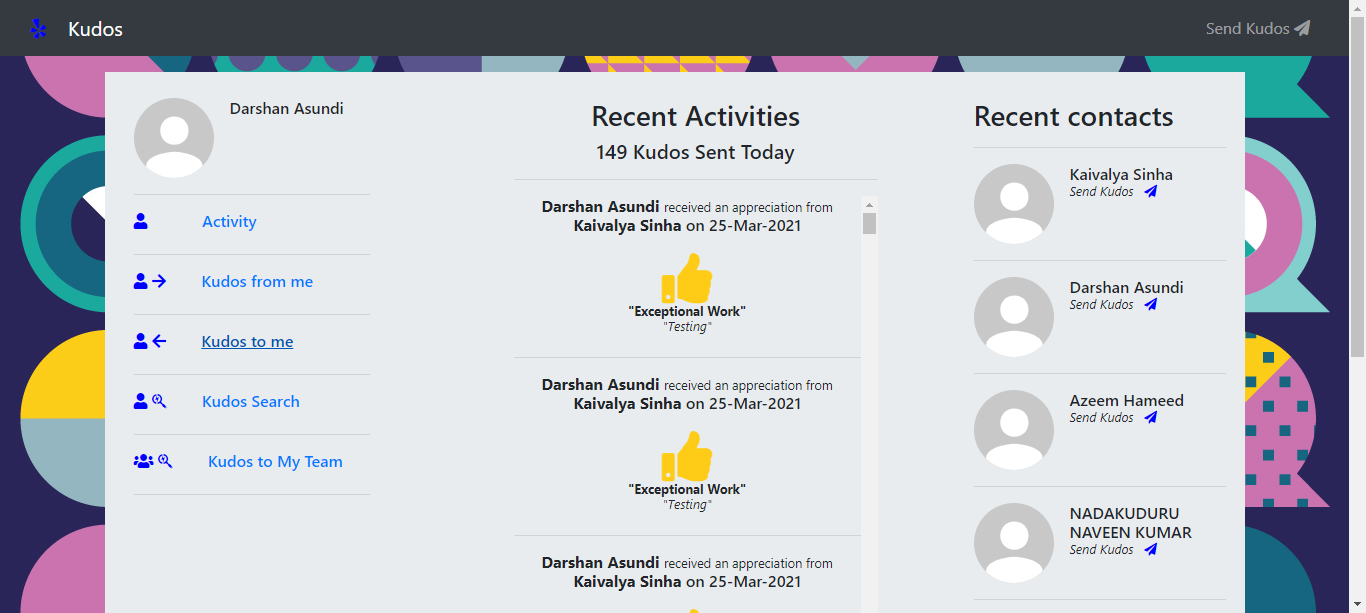 Kudos
Send Kudos
Darshan Asundi
Activity
Kudos from me
Kudos to me
Kudos Search
Kudos to My Team
Recent Activities
149 Kudos Sent Today
Darshan Asundi received an appreciation from
Kaivalya Sinha on 25-Mar-2021
"Exceptional Work"
"Testing"
Darshan Asundi received an appreciation from
Kaivalya Sinha on 25-Mar-2021
"Exceptional Work"
"Testing"
Darshan Asundi received an appreciation from
Kaivalya Sinha on 25-Mar-2021
Recent contacts
Kaivalya Sinha
Send Kudos
Darshan Asundi
Send Kudos
Azeem Hameed
Send Kudos
NADAKUDURU
NAVEEN KUMAR
Send Kudos